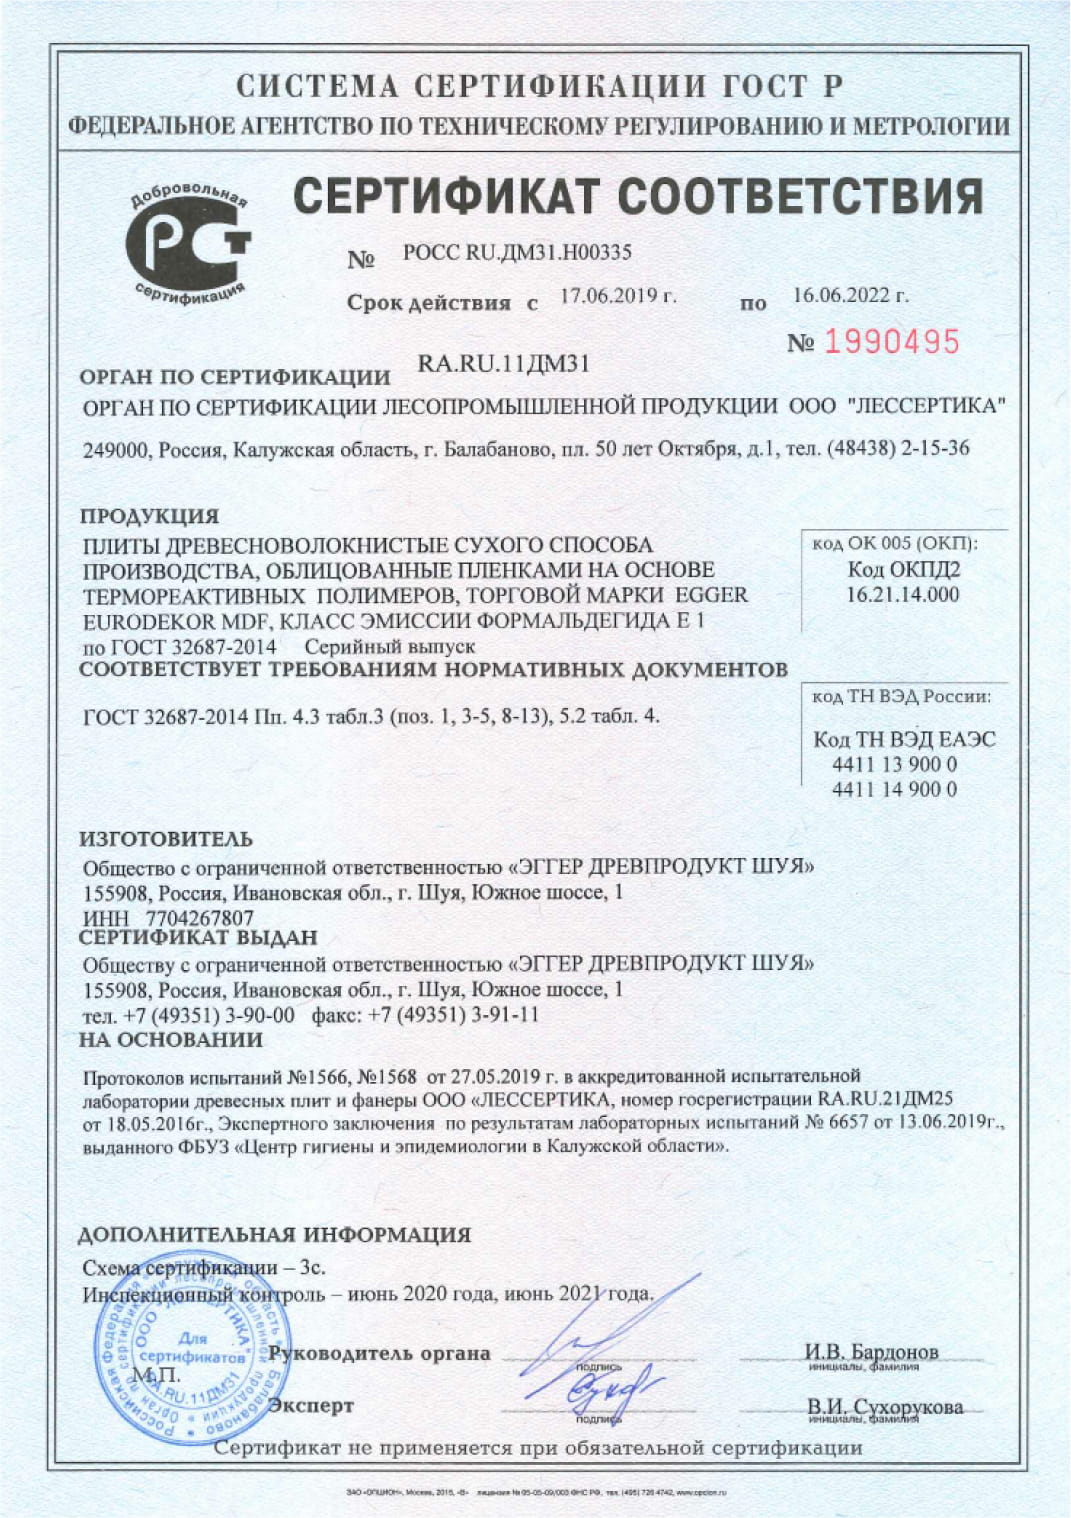 СИСТЕМА СЕРТИФИКАЦИИ ГОСТ Р
ФЕДЕРАЛЬНОЕ АГЕНТСТВО ПО ТЕХНИЧЕСКОМУ РЕГУЛИРОВАНИЮ И МЕТРОЛОГИИ
Добровольная
РСТ
сертификация
СЕРТИФИКАТ СООТВЕТСТВИЯ
№ РОСС RU.ДМ31.Н00335
Срок действия с 17.06.2019 г. по 16.06.2022 г.
№ 1990495
ОРГАН ПО СЕРТИФИКАЦИИ RA.RU.11ДМ31
ОРГАН ПО СЕРТИФИКАЦИИ ЛЕСОПРОМЫШЛЕННОЙ ПРОДУКЦИИ ООО "ЛЕССЕРТИКА"
249000, Россия, Калужская область, г. Балабаново, пл. 50 лет Октября, д.1, тел. (48438) 2-15-36
ПРОДУКЦИЯ
ПЛИТЫ ДРЕВЕСНОВОЛОКНИСТЫЕ СУХОГО СПОСОБА
ПРОИЗВОДСТВА, ОБЛИЦОВАННЫЕ ПЛЕНКАМИ НА ОСНОВЕ
ТЕРМОРЕАКТИВНЫХ ПОЛИМЕРОВ, ТОРГОВОЙ МАРКИ EGGER
EURODEKOR MDF, КЛАСС ЭМИССИИ ФОРМАЛЬДЕГИДА Е 1
по ГОСТ 32687-2014 Серийный выпуск
код ОК 005 (ОКП):
Код ОКПД2
16.21.14.000
СООТВЕТСТВУЕТ ТРЕБОВАНИЯМ НОРМАТИВНЫХ ДОКУМЕНТОВ
ГОСТ 32687-2014 Пп. 4.3 табл.3 (поз. 1, 3-5, 8-13), 5.2 табл. 4.
код ТН ВЭД России:
Код ТН ВЭД ЕАЭС
4411 13 900 0
4411 14 900 0
ИЗГОТОВИТЕЛЬ
Общество с ограниченной ответственностью «ЭГГЕР ДРЕВПРОДУКТ ШУЯ»
155908, Россия, Ивановская обл., г. Шуя, Южное шоссе, 1
ИНН 7704267807
СЕРТИФИКАТ ВЫДАН
Обществу с ограниченной ответственностью «ЭГГЕР ДРЕВПРОДУКТ ШУЯ»
155908, Россия, Ивановская обл., г. Шуя, Южное шоссе, 1
тел. +7 (49351) 3-90-00 факс: +7 (49351) 3-91-11
НА ОСНОВАНИИ
Протоколов испытаний №1566, №1568 от 27.05.2019 г. в аккредитованной испытательной
лаборатории древесных плит и фанеры ООО «ЛЕССЕРТИКА, номер госрегистрации RA.RU.21ДМ25
от 18.05.2016г., Экспертного заключения по результатам лабораторных испытаний № 6657 от 13.06.2019г.,
выданного ФБУЗ «Центр гигиены и эпидемиологии в Калужской области».
ДОПОЛНИТЕЛЬНАЯ ИНФОРМАЦИЯ
Схема сертификации – 3с.
Инспекционный контроль – июнь 2020 года, июнь 2021 года.
Российская Федерация * Калужская область * Балабаново *
Орган по сертификации лесопромышленной продукции
ООО "ЛЕССЕРТИКА"
Для
сертификатов
RA.RU.11ДМ31
М.П.
Руководитель органа
подпись
И.В. Бардонов
инициалы, фамилия
Эксперт
подпись
В.И. Сухорукова
инициалы, фамилия
Сертификат не применяется при обязательной сертификации
ЗАО «ОПЦИОН», Москва, 2015, «В» лицензия № 05-05-09/003 ФНС РФ, тел. (495) 726 4742, www.opcion.ru